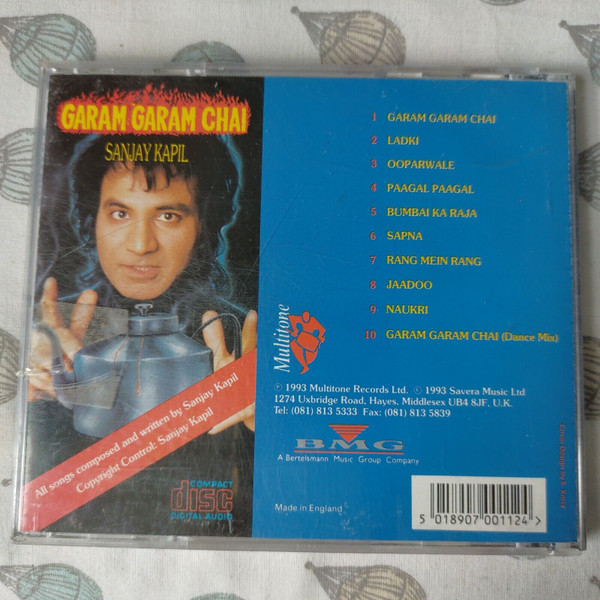 GARAM GARAM CHAI
SANJAY KAPIL
All songs composed and written by Sanjay Kapil
Copyright Control: Sanjay Kapil
COMPACT
disc
DIGITAL AUDIO
1 GARAM GARAM CHAI
2 LADKI
3 OOPARWALE
4 PAAGAL PAAGAL
5 BUMBAI KA RAJA
6 SAPNA
7 RANG MEIN RANG
8 JAADOO
9 NAUKRI
10 GARAM GARAM CHAI (Dance Mix)
Multitone
℗ 1993 Multitone Records Ltd. © 1993 Savera Music Ltd
1274 Uxbridge Road, Hayes, Middlesex UB4 8JF, U.K.
Tel: (081) 813 5333 Fax: (081) 813 5839
BMG
A Bertelsmann Music Group Company
Made in England
5 018907 001124 >
Design by